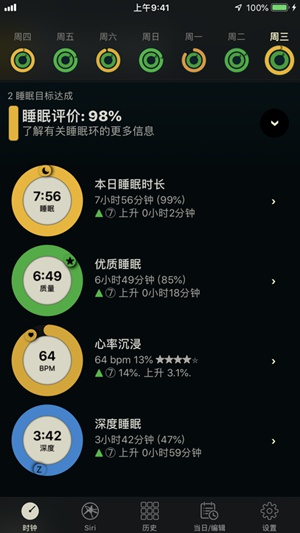 上午9:41
100%
周四 周五 周六 周日 周一 周二 周三
2 睡眠目标达成
睡眠评价: 98%
了解有关睡眠环的更多信息
7:56
睡眠
本日睡眠时长
7小时56分钟 (99%)
▲⑦ 上升 0小时2分钟
6:49
质量
优质睡眠
6小时49分钟 (85%)
▲⑦ 上升 0小时18分钟
64
BPM
心率沉浸
64 bpm 13% ★★★★☆
▲⑦ 14%. 上升 3.1%.
3:42
深度
深度睡眠
3小时42分钟 (47%)
▲⑦ 上升 0小时59分钟
Z
时钟 Siri 历史 当日/编辑 设置